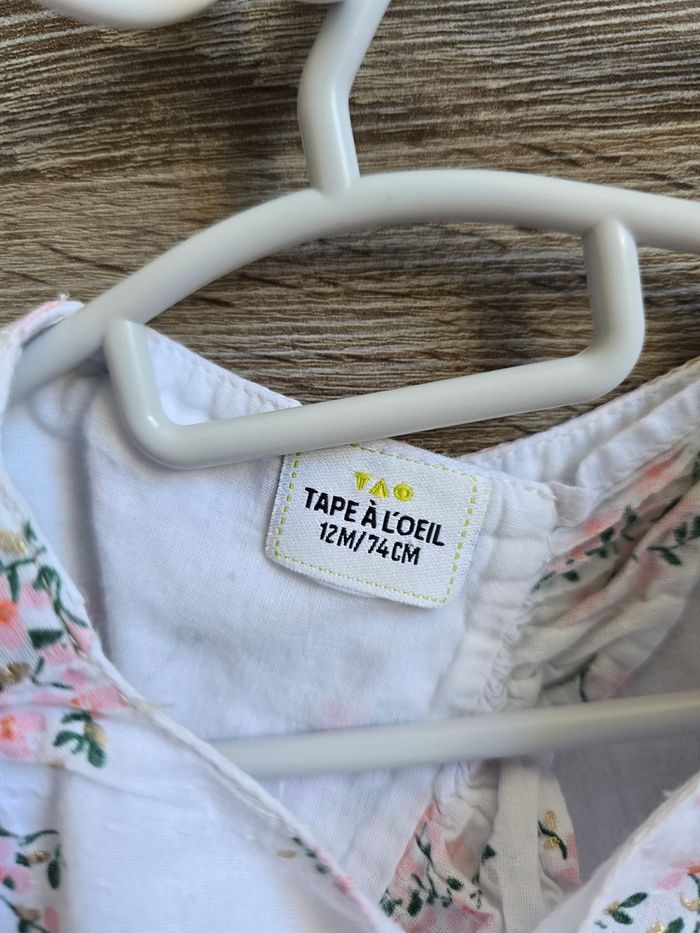 TAO
TAPE À L'OEIL
12M/74CM